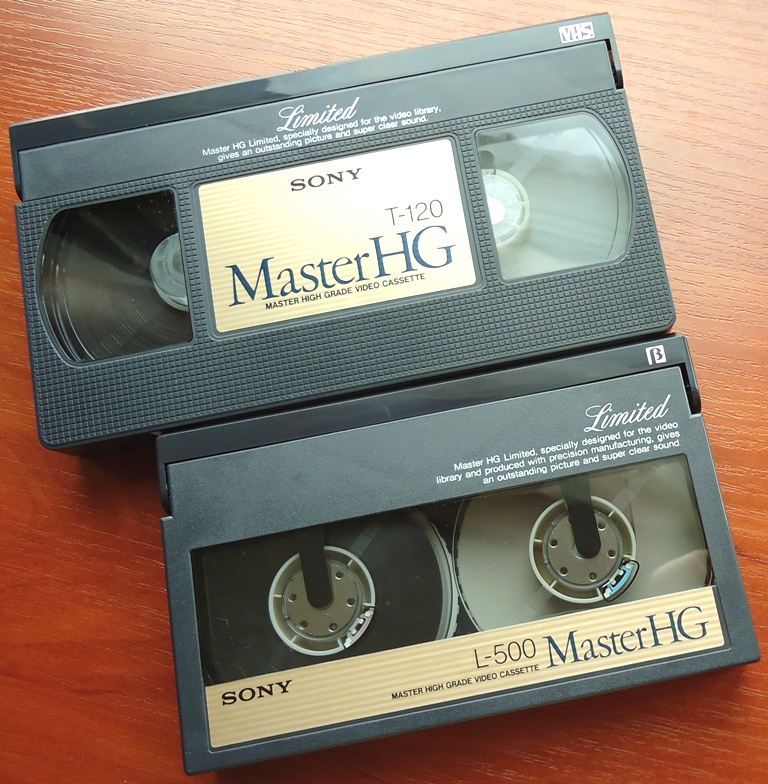 VHS
Limited
Master HG Limited, specially designed for the video library,
gives an outstanding picture and super clear sound.
SONY
T-120
MasterHG
MASTER HIGH GRADE VIDEO CASSETTE
β
Limited
Master HG Limited, specially designed for the video
library and produced with precision manufacturing, gives
an outstanding picture and super clear sound.
L-500 MasterHG
SONY MASTER HIGH GRADE VIDEO CASSETTE